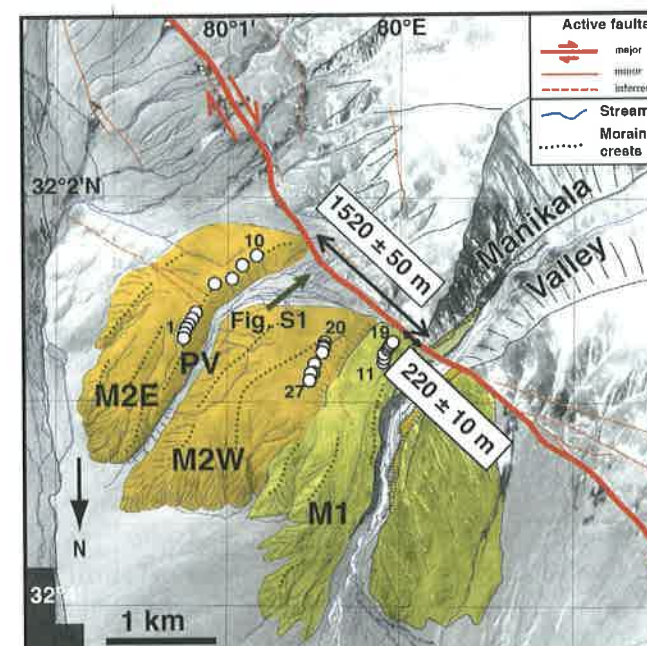 80°1'
80°E
Active faults
major
minor
Stream
Morain
crests
32°2'N
1520 ± 50 m
Manikala
Valley
10
Fig. S1
1
PV
20
19
27
11
M2E
220 ± 10 m
M2W
M1
N
1 km